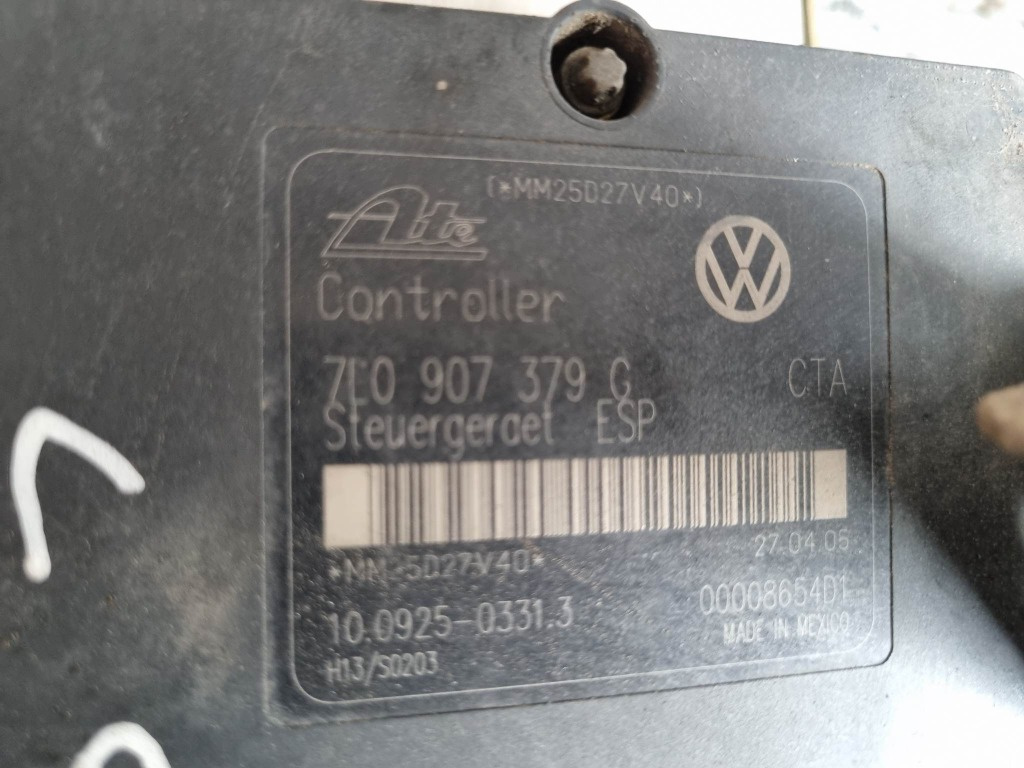 (*MM25D27V40*)
Ate
Controller
7L0 907 379 G CTA
Steuergeraet ESP
27.04.05
*MM25D27V40*
10.0925-0331.3
00008654D1
MADE IN MEXICO
H13/S0203